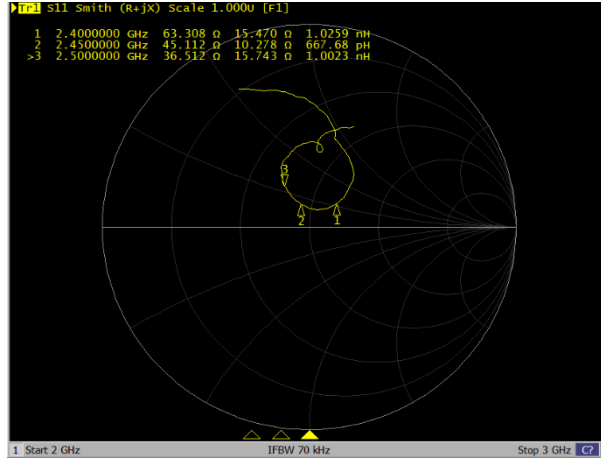 Tr1 S11 Smith (R+jX) Scale 1.000U [F1]
1 2.4000000 GHz 63.308 Ω 15.470 Ω 1.0259 nH
2 2.4500000 GHz 45.112 Ω 10.278 Ω 667.68 pH
>3 2.5000000 GHz 36.512 Ω 15.743 Ω 1.0023 nH
3
2 1
1 Start 2 GHz IFBW 70 kHz Stop 3 GHz C?